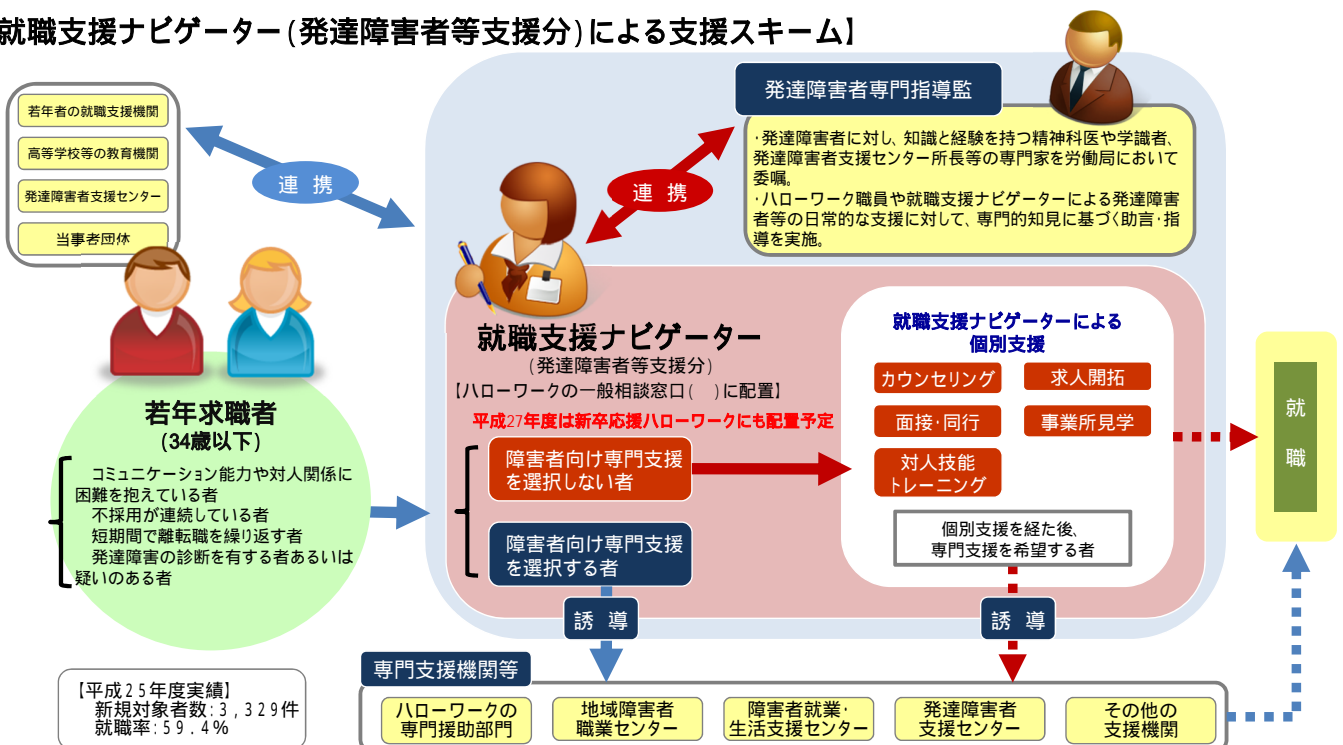 就職支援ナビゲーター(発達障害者等支援分)による支援スキーム】
若年者の就職支援機関
高等学校等の教育機関
発達障害者支援センター
当事者団体
連 携
連 携
発達障害者専門指導監
・発達障害者に対し、知識と経験を持つ精神科医や学識者、
発達障害者支援センター所長等の専門家を労働局において
委嘱。
・ハローワーク職員や就職支援ナビゲーターによる発達障害
者等の日常的な支援に対して、専門的知見に基づく助言・指
導を実施。
若年求職者
(34歳以下)
コミュニケーション能力や対人関係に
困難を抱えている者
不採用が連続している者
短期間で離転職を繰り返す者
発達障害の診断を有する者あるいは
疑いのある者
就職支援ナビゲーター
(発達障害者等支援分)
【ハローワークの一般相談窓口( )に配置】
平成27年度は新卒応援ハローワークにも配置予定
障害者向け専門支援
を選択しない者
障害者向け専門支援
を選択する者
就職支援ナビゲーターによる
個別支援
カウンセリング
求人開拓
面接・同行
事業所見学
対人技能
トレーニング
個別支援を経た後、
専門支援を希望する者
就
職
誘 導
誘 導
専門支援機関等
ハローワークの
専門援助部門
地域障害者
職業センター
障害者就業・
生活支援センター
発達障害者
支援センター
その他の
支援機関
【平成25年度実績】
新規対象者数:3,329件
就職率:59.4%